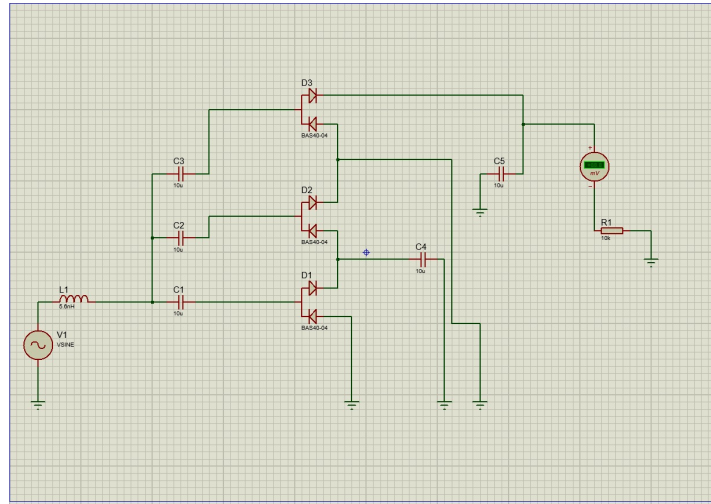 D3
BAS40-04
C3
10u
C5
10u
+
mV
-
D2
BAS40-04
C2
10u
R1
10k
C4
10u
D1
BAS40-04
L1
5.6nH
C1
10u
V1
VSINE